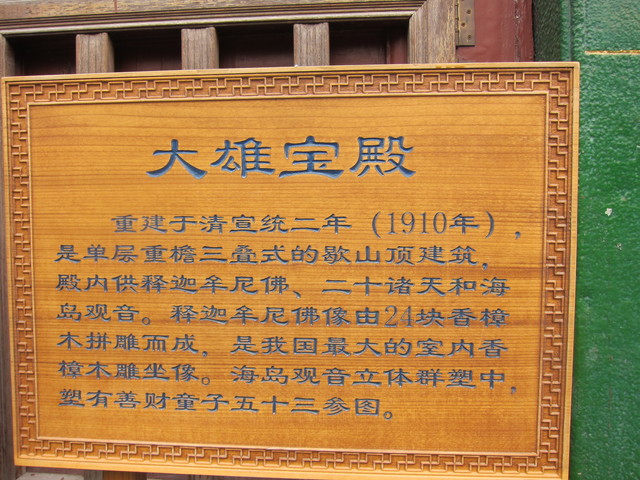 大雄宝殿
重建于清宣统二年（1910年），
是单层重檐三叠式的歇山顶建筑，
殿内供释迦牟尼佛、二十诸天和海
岛观音。释迦牟尼佛像由24块香樟
木拼雕而成，是我国最大的室内香
樟木雕坐像。海岛观音立体群塑中，
塑有善财童子五十三参图。